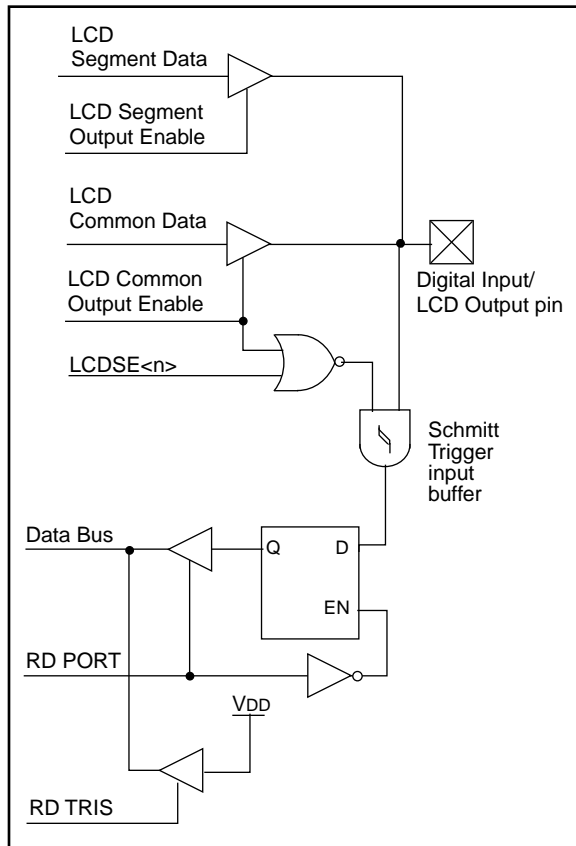 LCD
Segment Data
LCD Segment
Output Enable
LCD
Common Data
LCD Common
Output Enable
Digital Input/
LCD Output pin
LCDSE<n>
Schmitt
Trigger
input
buffer
Data Bus
Q
D
EN
RD PORT
VDD
RD TRIS